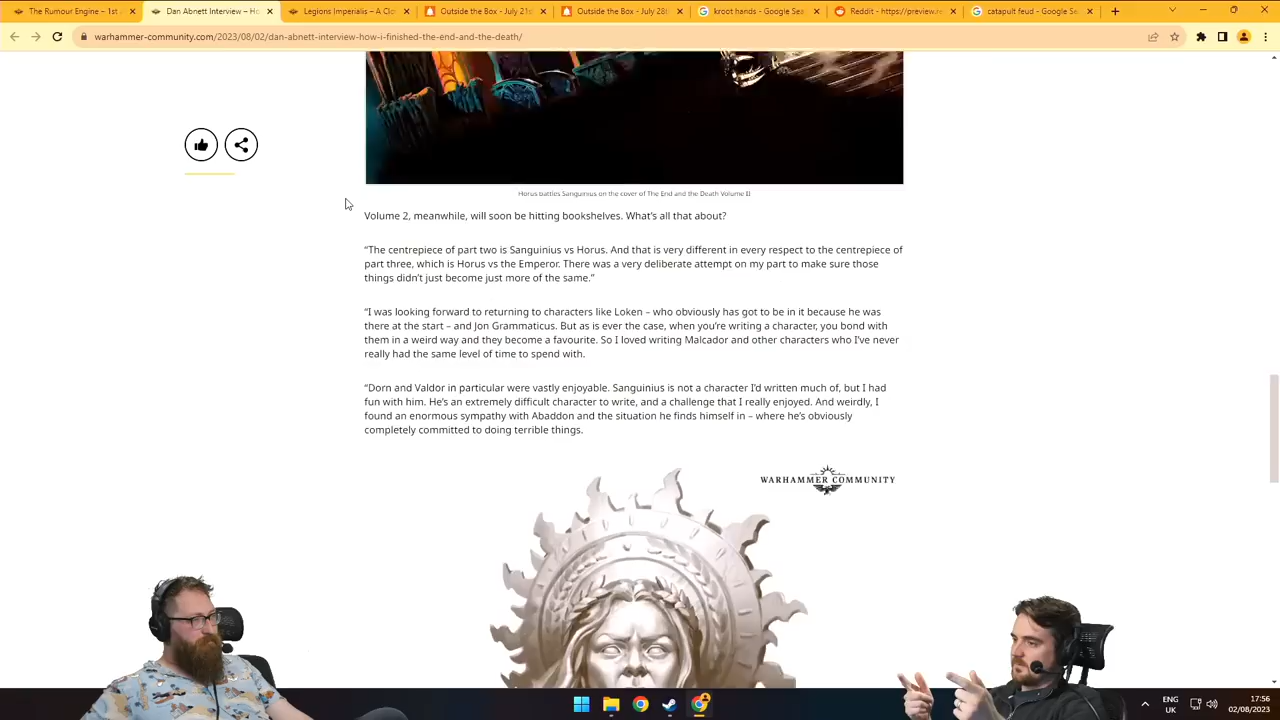 The Rumour Engine – 1st
Dan Abnett Interview – Ho
Legions Imperialis – A Clo
Outside the Box - July 21st
Outside the Box - July 28th
kroot hands - Google Sea
Reddit - https://preview.re
catapult feud - Google Se
warhammer-community.com/2023/08/02/dan-abnett-interview-how-i-finished-the-end-and-the-death/
Horus battles Sanguinius on the cover of The End and the Death Volume II
Volume 2, meanwhile, will soon be hitting bookshelves. What's all that about?
“The centrepiece of part two is Sanguinius vs Horus. And that is very different in every respect to the centrepiece of
part three, which is Horus vs the Emperor. There was a very deliberate attempt on my part to make sure those
things didn't just become just more of the same.”
“I was looking forward to returning to characters like Loken – who obviously has got to be in it because he was
there at the start – and Jon Grammaticus. But as is ever the case, when you're writing a character, you bond with
them in a weird way and they become a favourite. So I loved writing Malcador and other characters who I've never
really had the same level of time to spend with.
“Dorn and Valdor in particular were vastly enjoyable. Sanguinius is not a character I'd written much of, but I had
fun with him. He's an extremely difficult character to write, and a challenge that I really enjoyed. And weirdly, I
found an enormous sympathy with Abaddon and the situation he finds himself in – where he's obviously
completely committed to doing terrible things.
WARHAMMER COMMUNITY
ENG
UK
17:56
02/08/2023